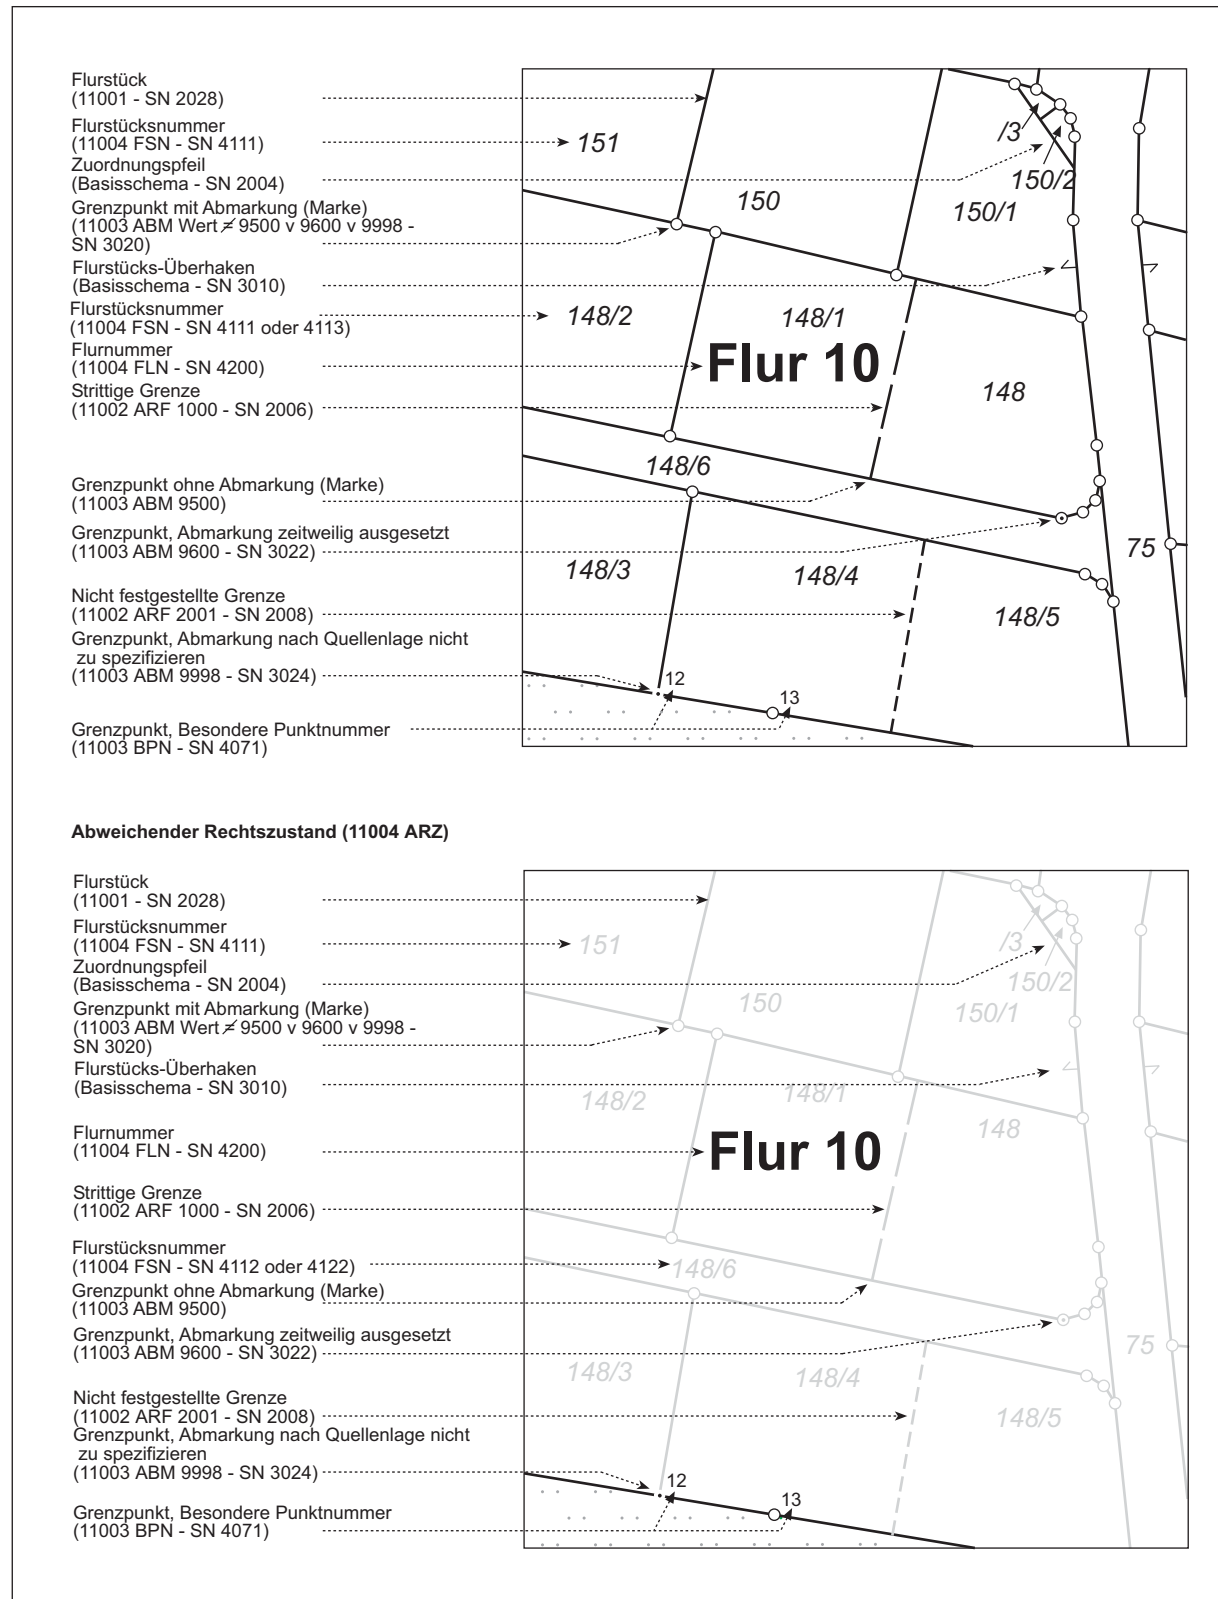 Flurstück
(11001 - SN 2028)
Flurstücksnummer
(11004 FSN - SN 4111)
Zuordnungspfeil
(Basisschema - SN 2004)
Grenzpunkt mit Abmarkung (Marke)
(11003 ABM Wert ≠ 9500 v 9600 v 9998 -
SN 3020)
Flurstücks-Überhaken
(Basisschema - SN 3010)
Flurstücksnummer
(11004 FSN - SN 4111 oder 4113)
Flurnummer
(11004 FLN - SN 4200)
Strittige Grenze
(11002 ARF 1000 - SN 2006)
Grenzpunkt ohne Abmarkung (Marke)
(11003 ABM 9500)
Grenzpunkt, Abmarkung zeitweilig ausgesetzt
(11003 ABM 9600 - SN 3022)
Nicht festgestellte Grenze
(11002 ARF 2001 - SN 2008)
Grenzpunkt, Abmarkung nach Quellenlage nicht
zu spezifizieren
(11003 ABM 9998 - SN 3024)
Grenzpunkt, Besondere Punktnummer
(11003 BPN - SN 4071)
151
/3
150/2
150
150/1
148/2
148/1
Flur 10
148
148/6
75
148/3
148/4
148/5
12
13
Abweichender Rechtszustand (11004 ARZ)
Flurstück
(11001 - SN 2028)
Flurstücksnummer
(11004 FSN - SN 4111)
Zuordnungspfeil
(Basisschema - SN 2004)
Grenzpunkt mit Abmarkung (Marke)
(11003 ABM Wert ≠ 9500 v 9600 v 9998 -
SN 3020)
Flurstücks-Überhaken
(Basisschema - SN 3010)
Flurnummer
(11004 FLN - SN 4200)
Strittige Grenze
(11002 ARF 1000 - SN 2006)
Flurstücksnummer
(11004 FSN - SN 4112 oder 4122)
Grenzpunkt ohne Abmarkung (Marke)
(11003 ABM 9500)
Grenzpunkt, Abmarkung zeitweilig ausgesetzt
(11003 ABM 9600 - SN 3022)
Nicht festgestellte Grenze
(11002 ARF 2001 - SN 2008)
Grenzpunkt, Abmarkung nach Quellenlage nicht
zu spezifizieren
(11003 ABM 9998 - SN 3024)
Grenzpunkt, Besondere Punktnummer
(11003 BPN - SN 4071)
151
/3
150/2
150
150/1
148/2
148/1
148
Flur 10
148/6
75
148/3
148/4
148/5
12
13